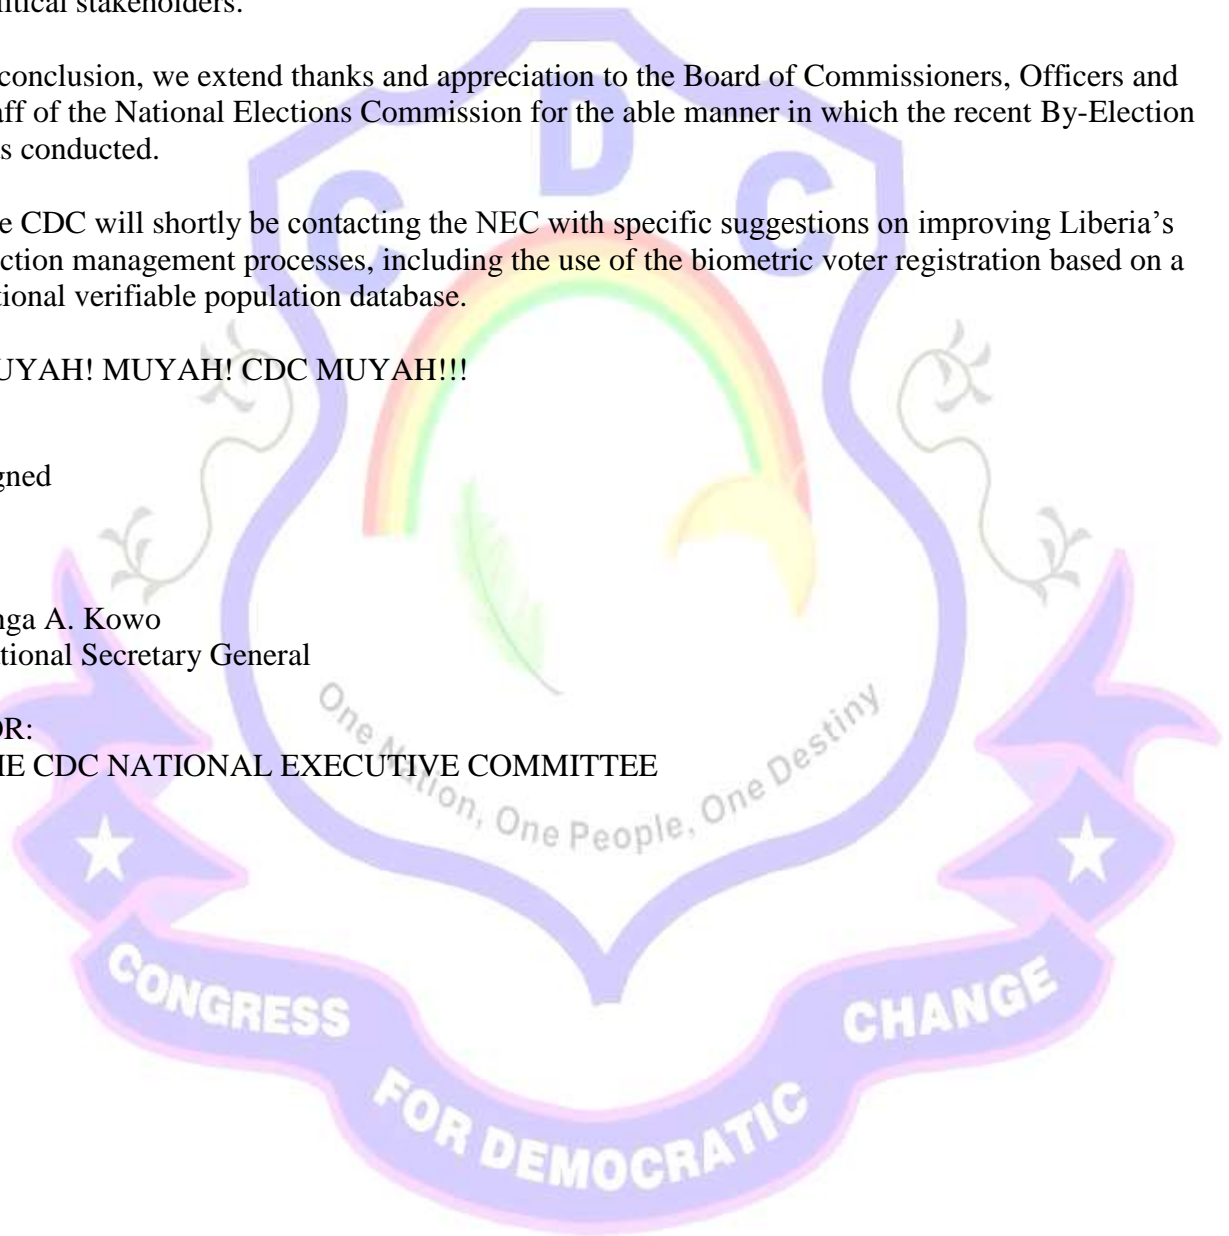 litical stakeholders.
conclusion, we extend thanks and appreciation to the Board of Commissioners, Officers and
aff of the National Elections Commission for the able manner in which the recent By-Election
s conducted.
e CDC will shortly be contacting the NEC with specific suggestions on improving Liberia’s
ction management processes, including the use of the biometric voter registration based on a
tional verifiable population database.
UYAH! MUYAH! CDC MUYAH!!!
gned
nga A. Kowo
tional Secretary General
OR:
HE CDC NATIONAL EXECUTIVE COMMITTEE
C D C
One Nation, One People, One Destiny
CONGRESS FOR DEMOCRATIC CHANGE